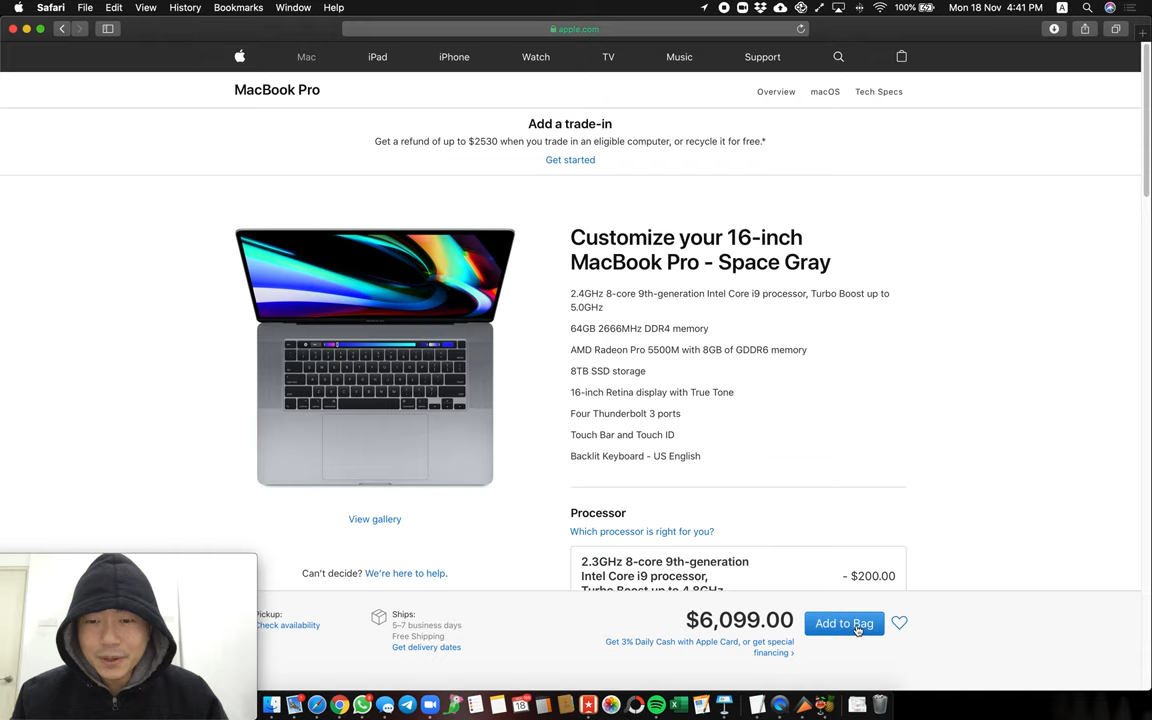 Safari File Edit View History Bookmarks Window Help 100% Mon 18 Nov 4:41 PM A
apple.com
Mac iPad iPhone Watch TV Music Support
MacBook Pro
Overview macOS Tech Specs
Add a trade-in
Get a refund of up to $2530 when you trade in an eligible computer, or recycle it for free.*
Get started
Customize your 16-inch
MacBook Pro - Space Gray
2.4GHz 8-core 9th-generation Intel Core i9 processor, Turbo Boost up to
5.0GHz
64GB 2666MHz DDR4 memory
AMD Radeon Pro 5500M with 8GB of GDDR6 memory
8TB SSD storage
16-inch Retina display with True Tone
Four Thunderbolt 3 ports
Touch Bar and Touch ID
Backlit Keyboard - US English
View gallery
Processor
Which processor is right for you?
2.3GHz 8-core 9th-generation
Intel Core i9 processor,
Turbo Boost up to 4.8GHz
- $200.00
Can't decide? We're here to help.
Pickup:
Check availability
Ships:
5–7 business days
Free Shipping
Get delivery dates
$6,099.00
Get 3% Daily Cash with Apple Card, or get special
financing ›
Add to Bag
18